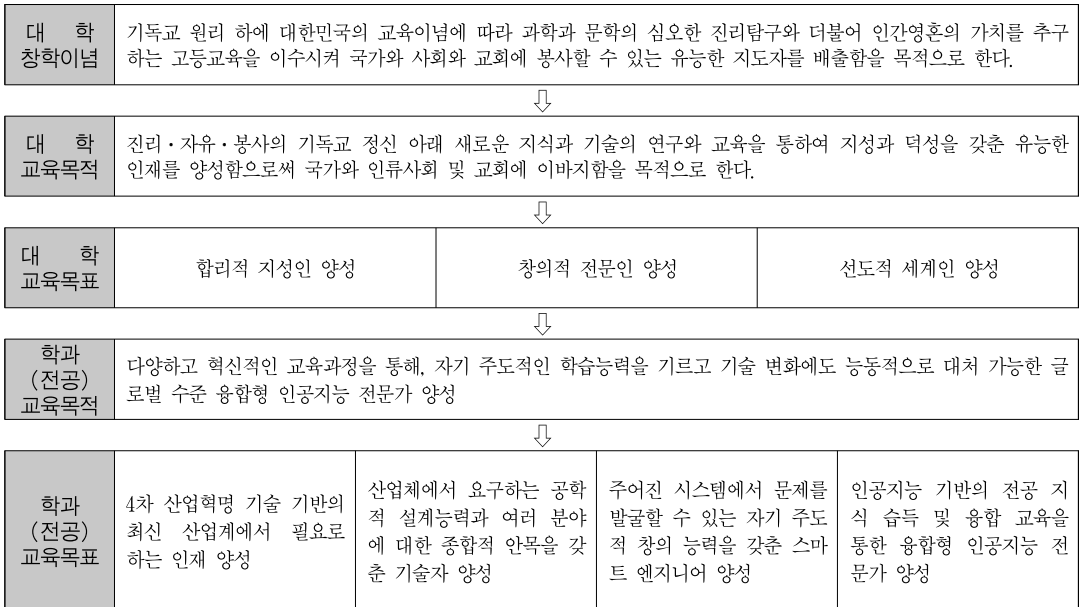 대 학
창학이념
기독교 원리 하에 대한민국의 교육이념에 따라 과학과 문학의 심오한 진리탐구와 더불어 인간영혼의 가치를 추구
하는 고등교육을 이수시켜 국가와 사회와 교회에 봉사할 수 있는 유능한 지도자를 배출함을 목적으로 한다.
대 학
교육목적
진리·자유·봉사의 기독교 정신 아래 새로운 지식과 기술의 연구와 교육을 통하여 지성과 덕성을 갖춘 유능한
인재를 양성함으로써 국가와 인류사회 및 교회에 이바지함을 목적으로 한다.
대 학
교육목표
합리적 지성인 양성
창의적 전문인 양성
선도적 세계인 양성
학과
(전공)
교육목적
다양하고 혁신적인 교육과정을 통해, 자기 주도적인 학습능력을 기르고 기술 변화에도 능동적으로 대처 가능한 글
로벌 수준 융합형 인공지능 전문가 양성
학과
(전공)
교육목표
4차 산업혁명 기술 기반의
최신 산업계에서 필요로
하는 인재 양성
산업체에서 요구하는 공학
적 설계능력과 여러 분야
에 대한 종합적 안목을 갖
춘 기술자 양성
주어진 시스템에서 문제를
발굴할 수 있는 자기 주도
적 창의 능력을 갖춘 스마
트 엔지니어 양성
인공지능 기반의 전공 지
식 습득 및 융합 교육을
통한 융합형 인공지능 전
문가 양성